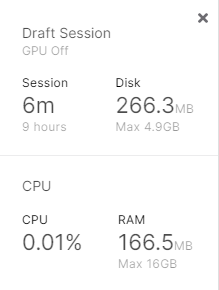 Draft Session
GPU Off
Session Disk
6m 266.3MB
9 hours Max 4.9GB
CPU
CPU RAM
0.01% 166.5MB
Max 16GB